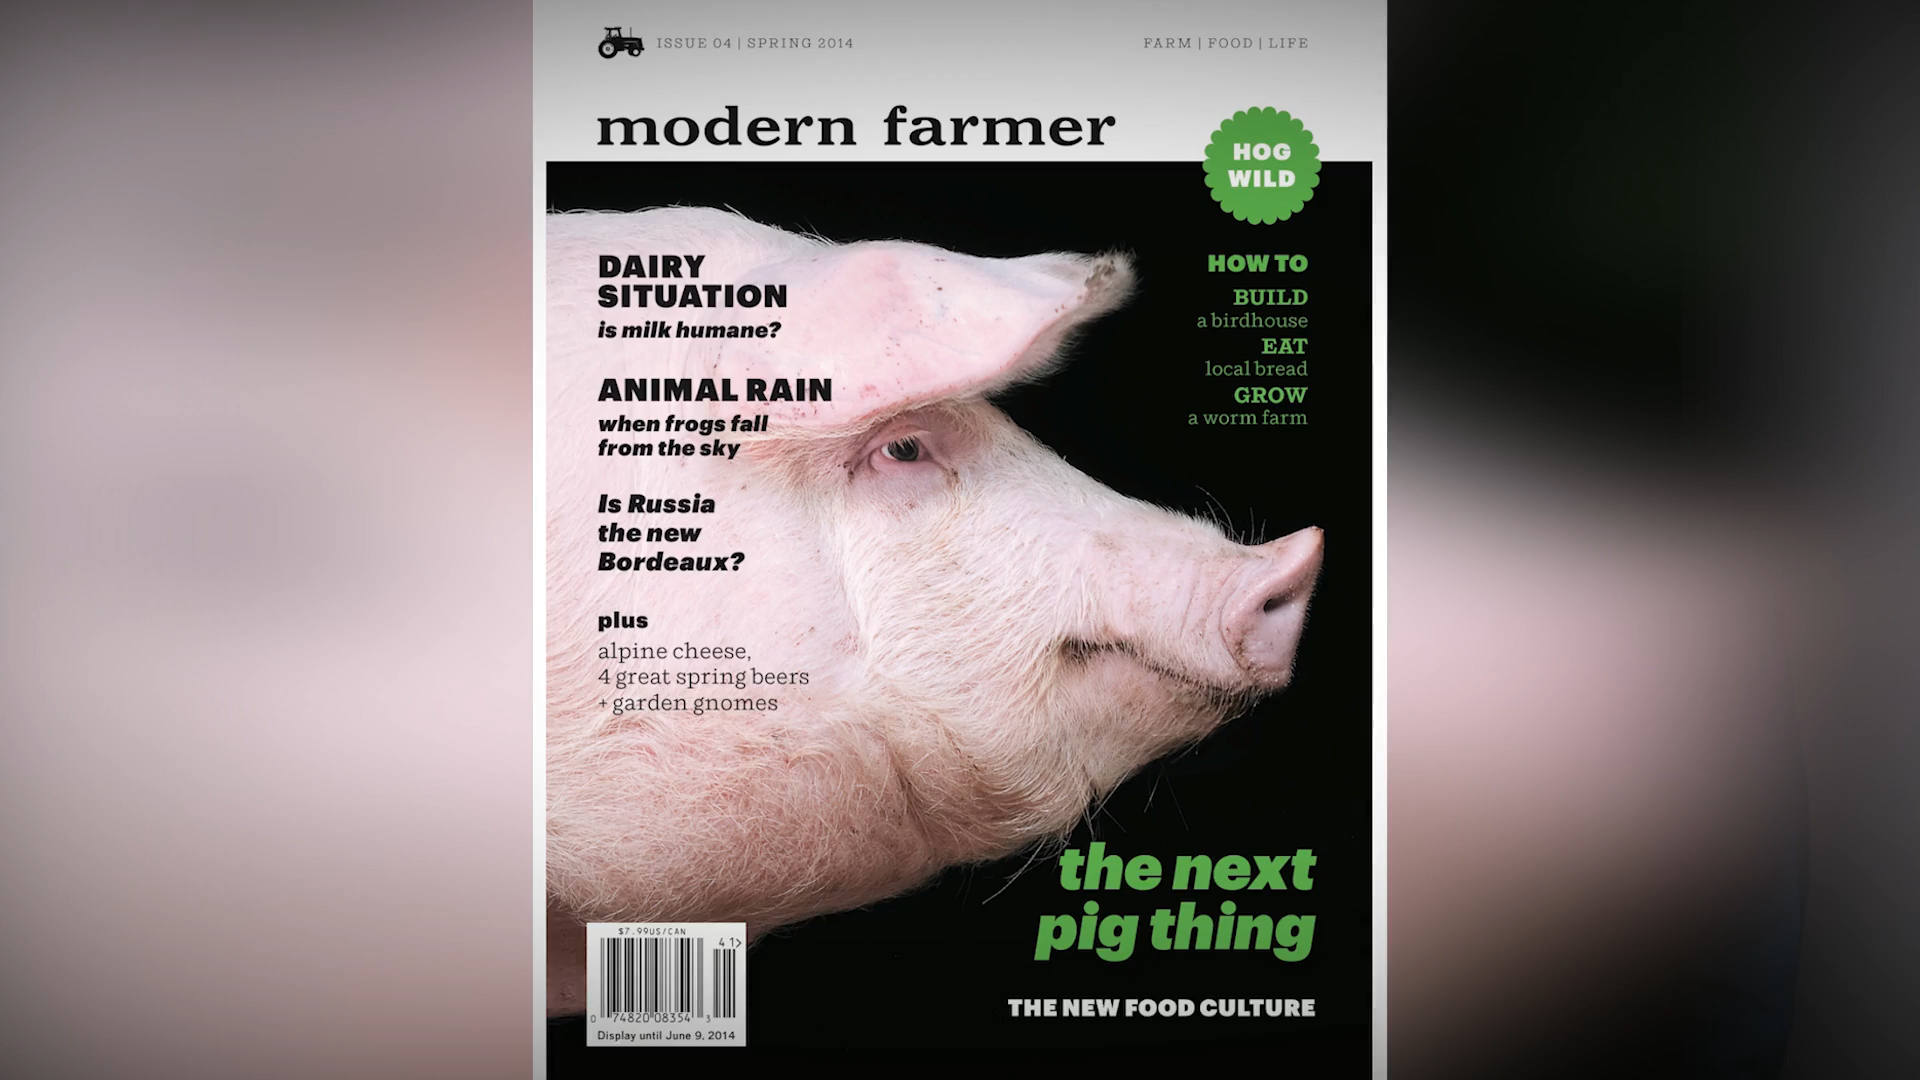 ISSUE 04 | SPRING 2014
FARM | FOOD | LIFE
modern farmer
HOG
WILD
DAIRY
SITUATION
is milk humane?
ANIMAL RAIN
when frogs fall
from the sky
Is Russia
the new
Bordeaux?
plus
alpine cheese,
4 great spring beers
+ garden gnomes
HOW TO
BUILD
a birdhouse
EAT
local bread
GROW
a worm farm
the next
pig thing
THE NEW FOOD CULTURE
$7.99US/CAN
41>
0 74820 08354 3
Display until June 9, 2014